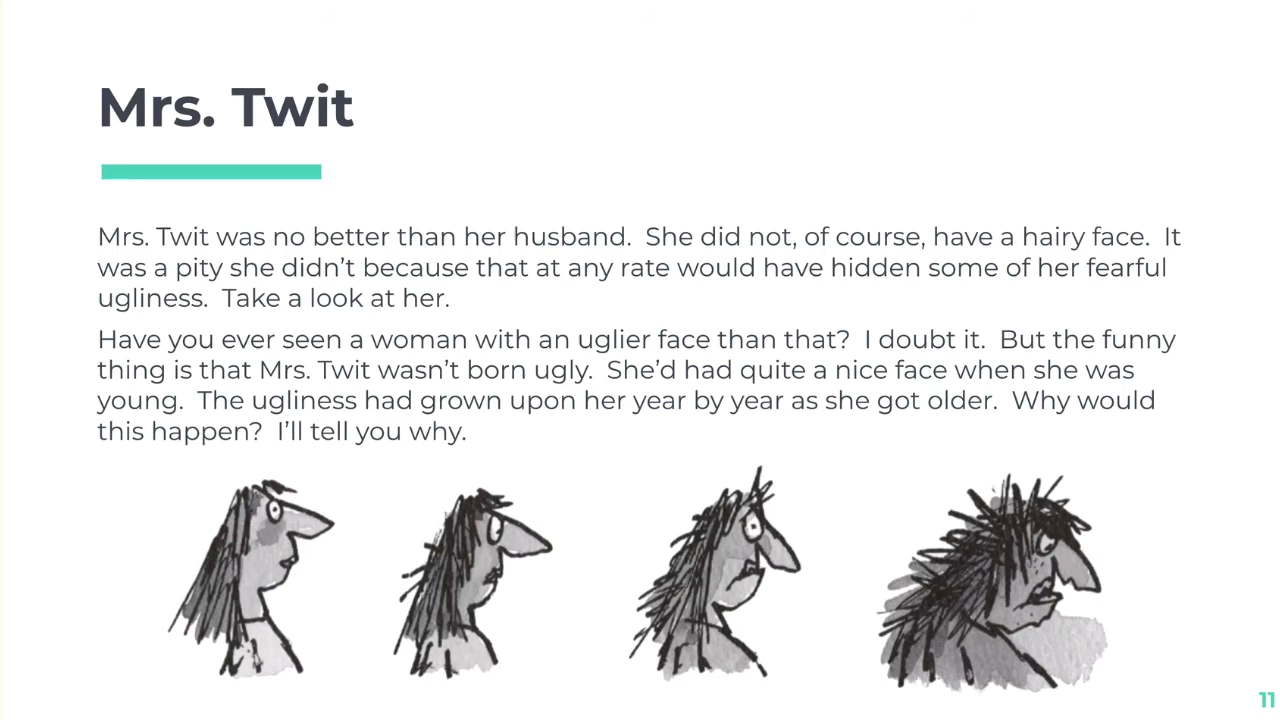 Mrs. Twit
Mrs. Twit was no better than her husband.  She did not, of course, have a hairy face.  It
was a pity she didn’t because that at any rate would have hidden some of her fearful
ugliness.  Take a look at her.
Have you ever seen a woman with an uglier face than that?  I doubt it.  But the funny
thing is that Mrs. Twit wasn’t born ugly.  She’d had quite a nice face when she was
young.  The ugliness had grown upon her year by year as she got older.  Why would
this happen?  I’ll tell you why.
11